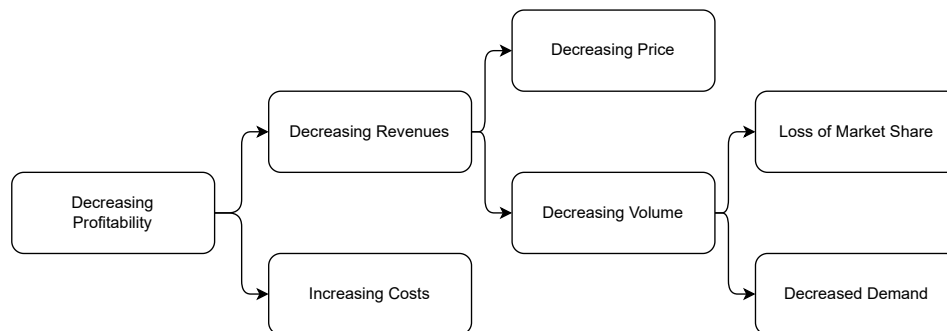 Decreasing Price
Decreasing Revenues
Loss of Market Share
Decreasing
Profitability
Decreasing Volume
Increasing Costs
Decreased Demand